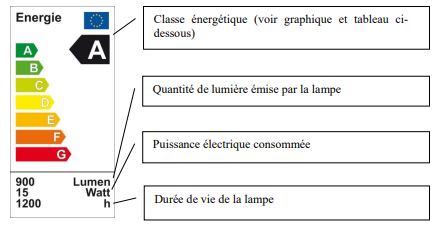 Energie
A
A
B
C
D
E
F
G
900 Lumen
15 Watt
1200 h
Classe énergétique (voir graphique et tableau ci-
dessous)
Quantité de lumière émise par la lampe
Puissance électrique consommée
Durée de vie de la lampe